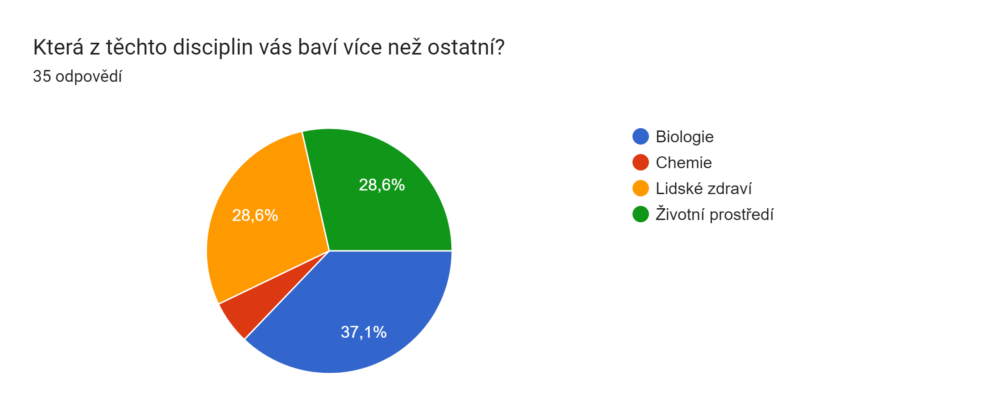 Která z těchto disciplin vás baví více než ostatní?
35 odpovědí
28,6%
28,6%
37,1%
Biologie
Chemie
Lidské zdraví
Životní prostředí